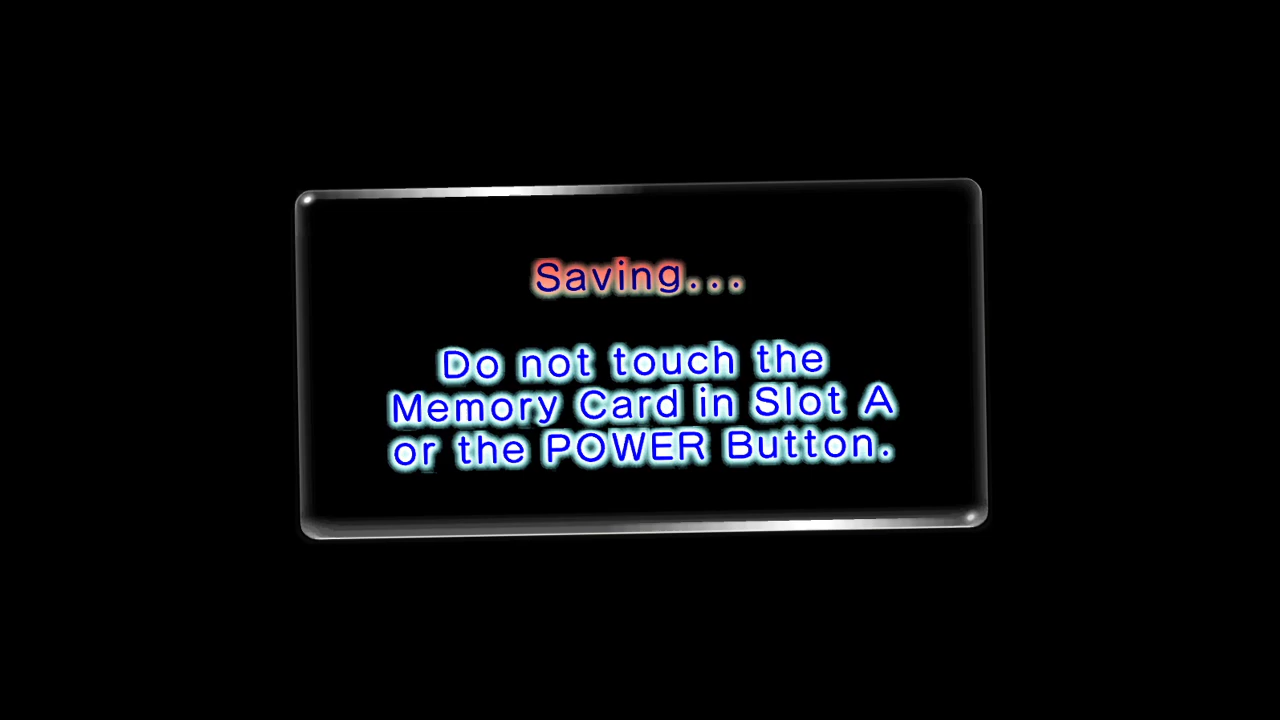 Saving...
Do not touch the
Memory Card in Slot A
or the POWER Button.